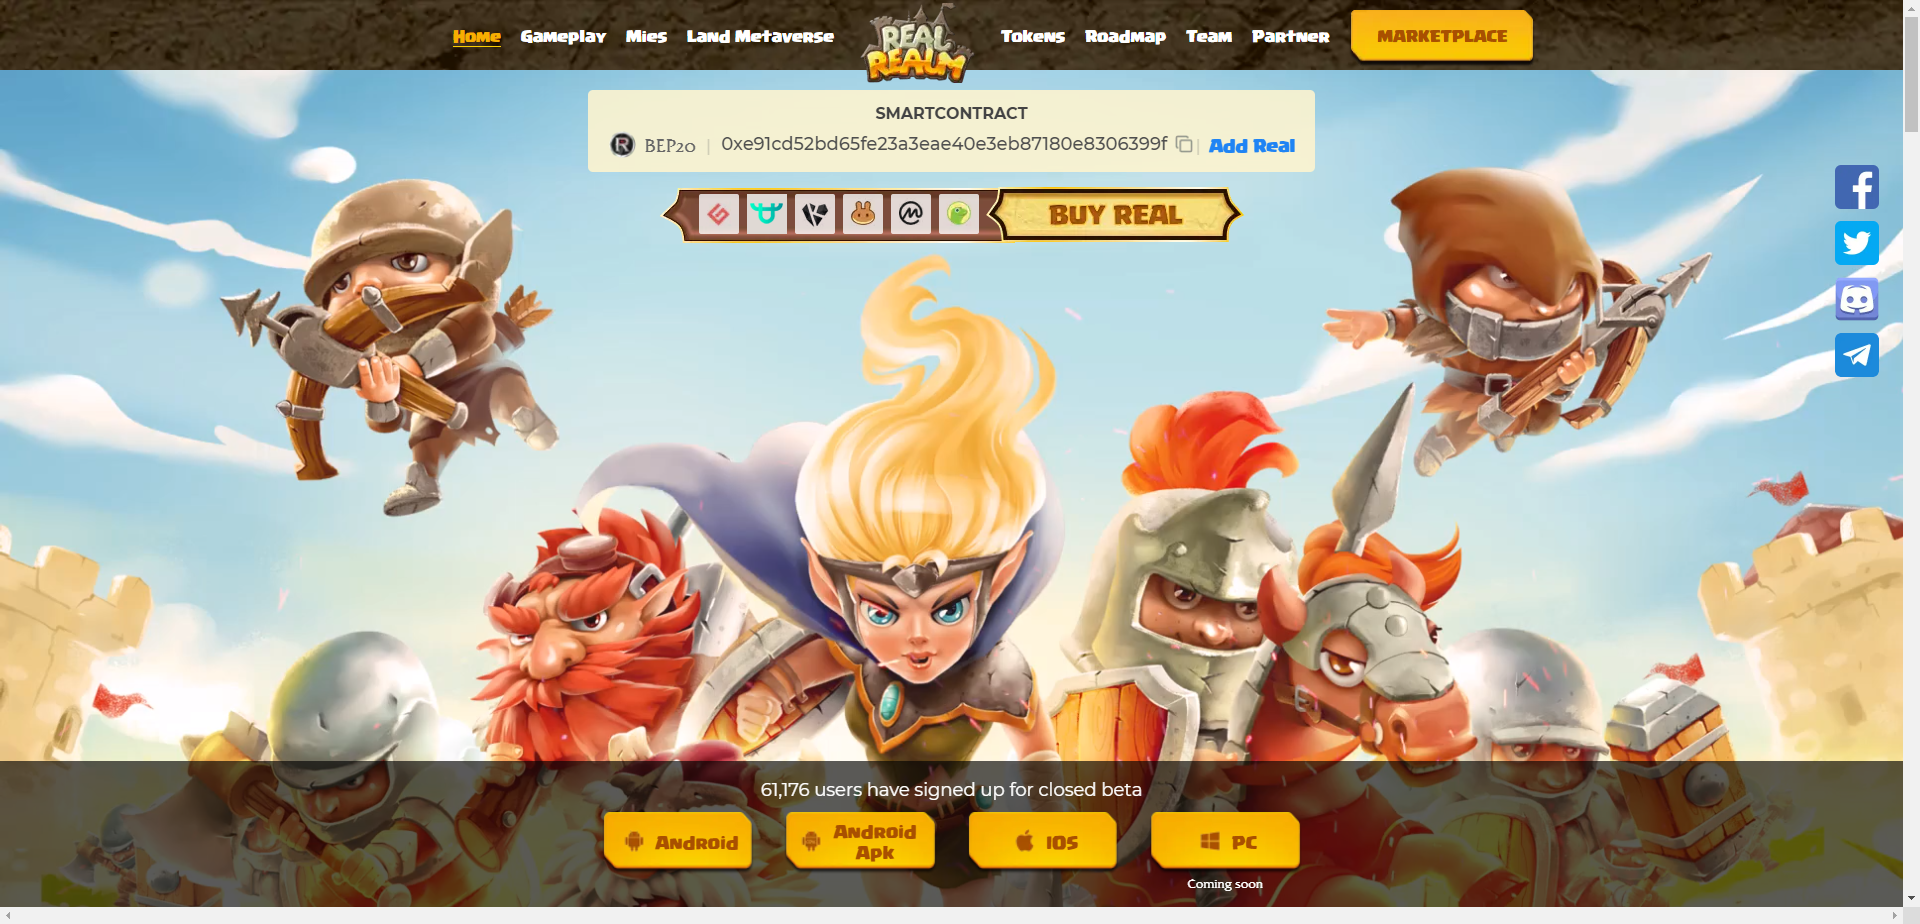 Home Gameplay Mies Land Metaverse
REAL
REALM
Tokens Roadmap Team Partner MARKETPLACE
SMARTCONTRACT
BEP20 | 0xe91cd52bd65fe23a3eae40e3eb87180e8306399f | Add Real
BUY REAL
61,176 users have signed up for closed beta
Android
Android
Apk
IOS
PC
Coming soon